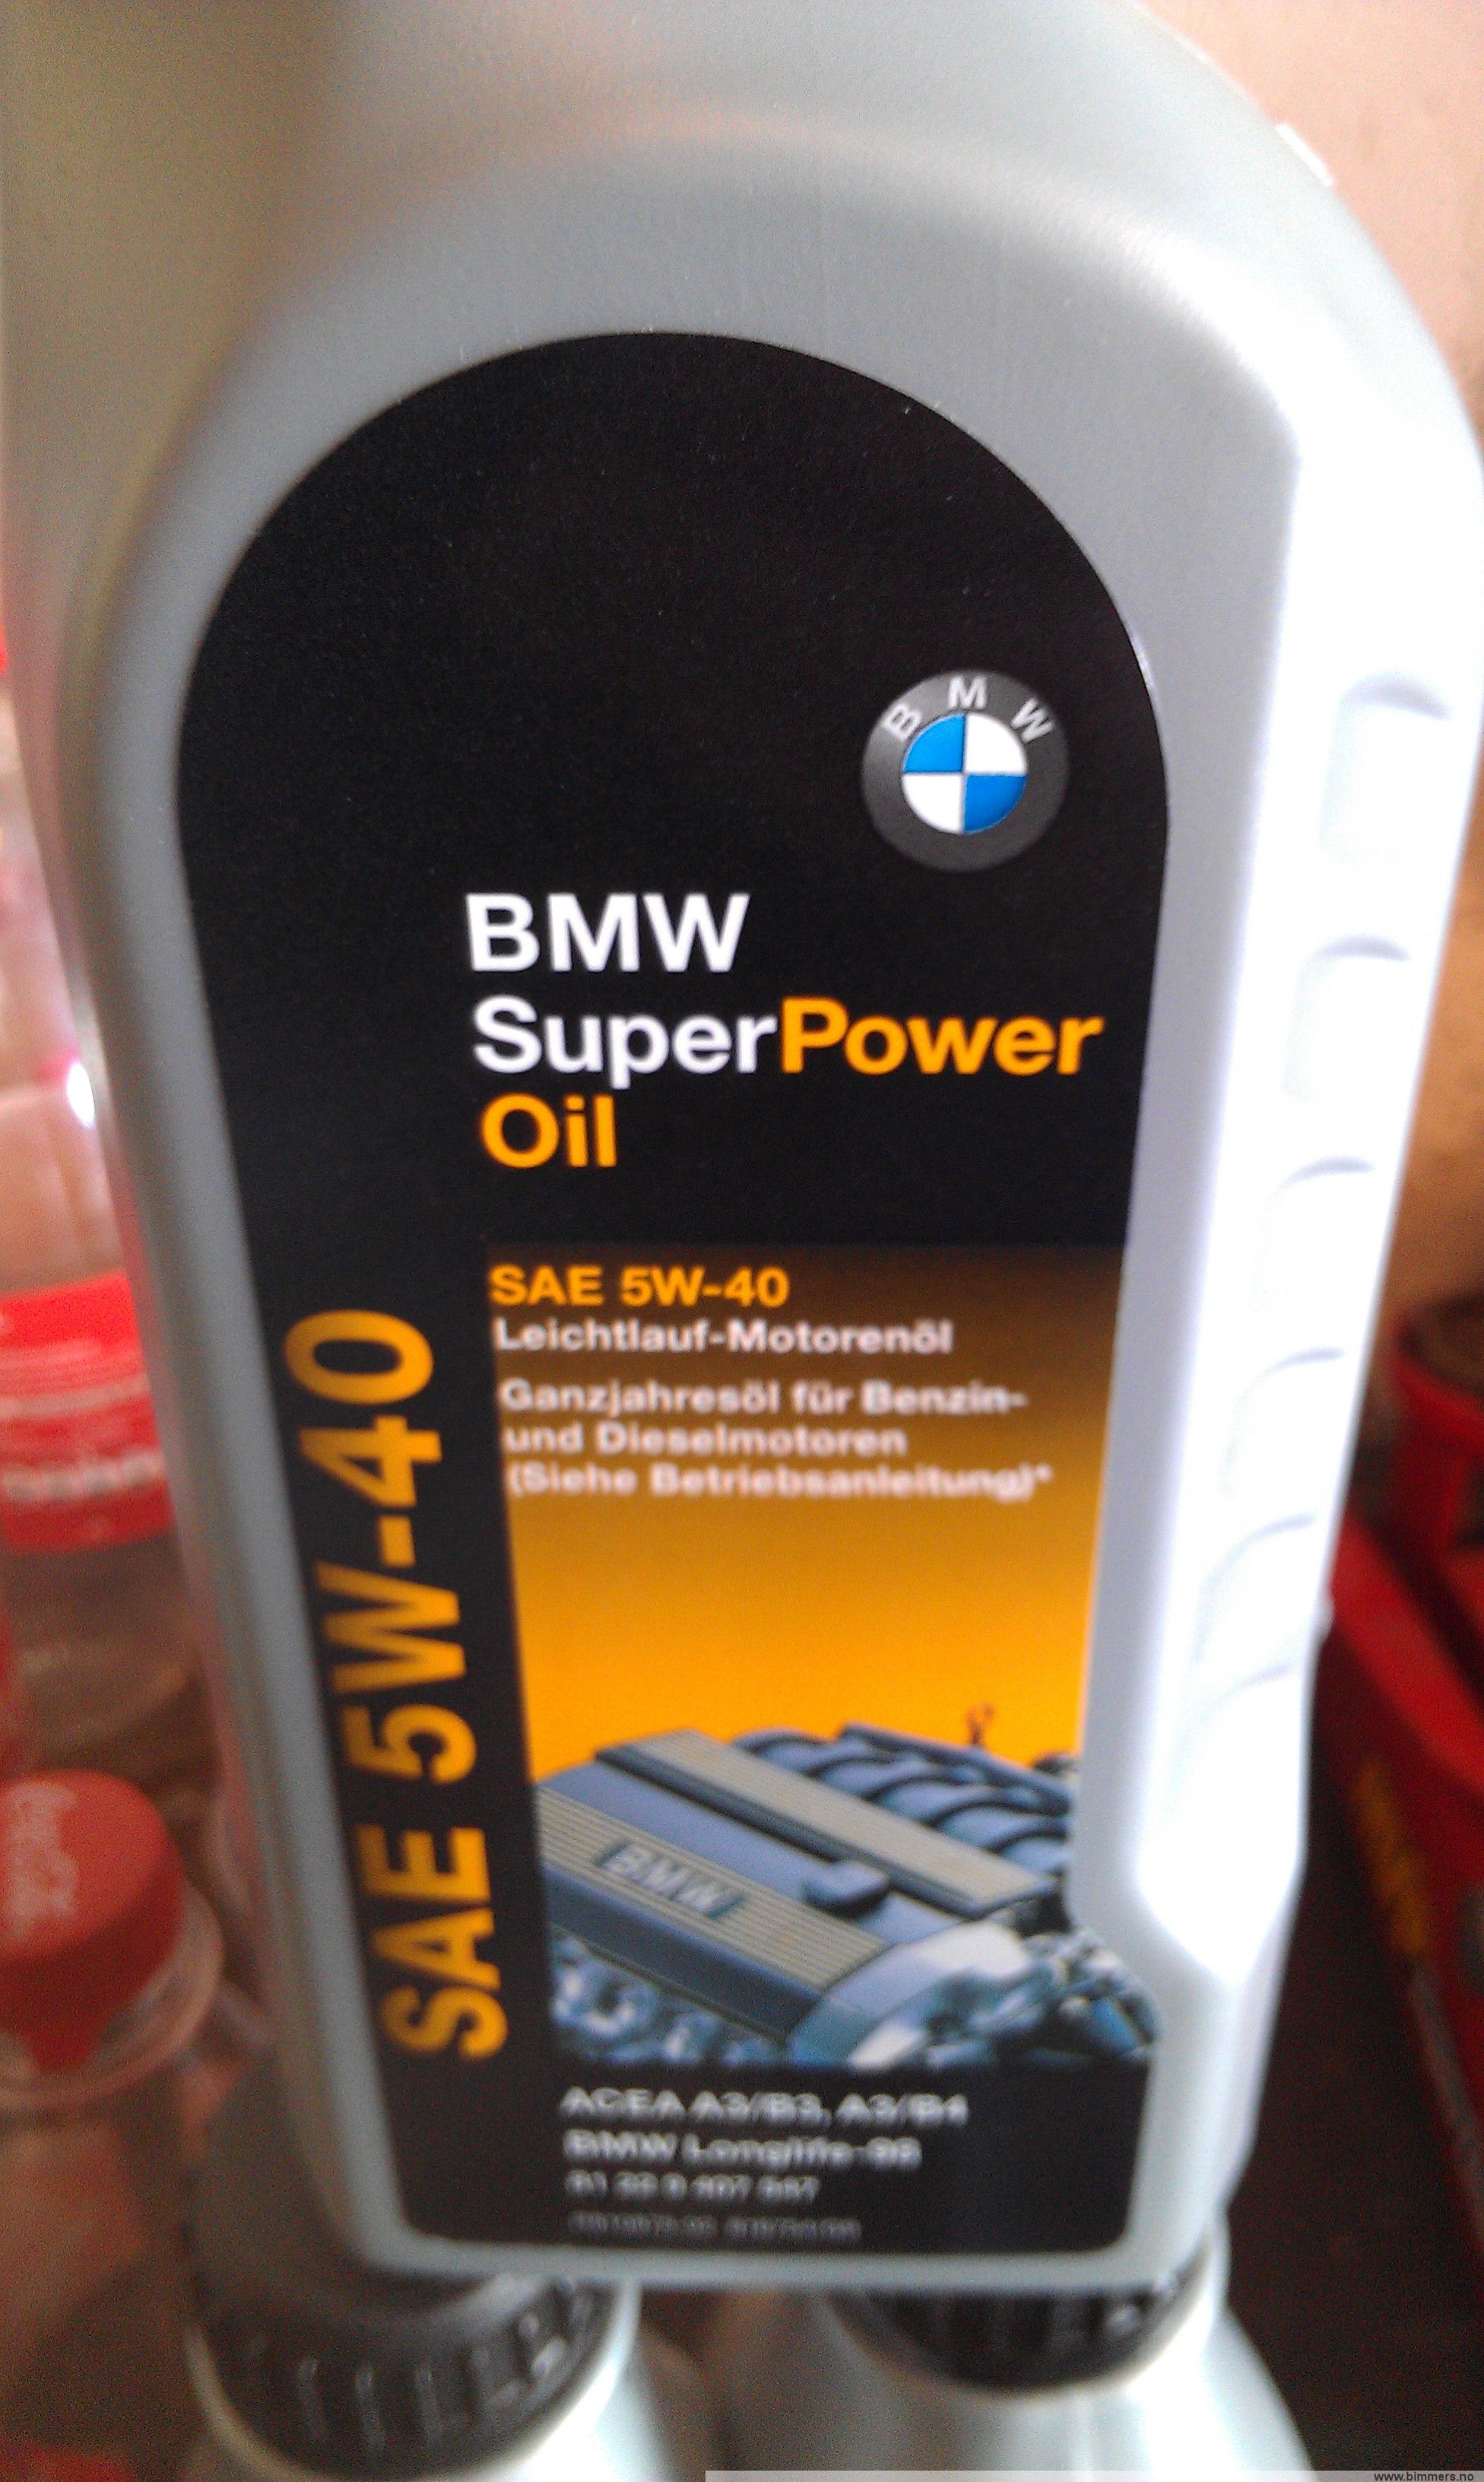 BMW
BMW
SuperPower
Oil
SAE 5W-40
Leichtlauf-Motorenöl
Ganzjahresöl für Benzin-
und Dieselmotoren
(Siehe Betriebsanleitung)*
SAE 5W-40
BMW
ACEA A3/B3, A3/B4
BMW Longlife-98
www.bimmers.no